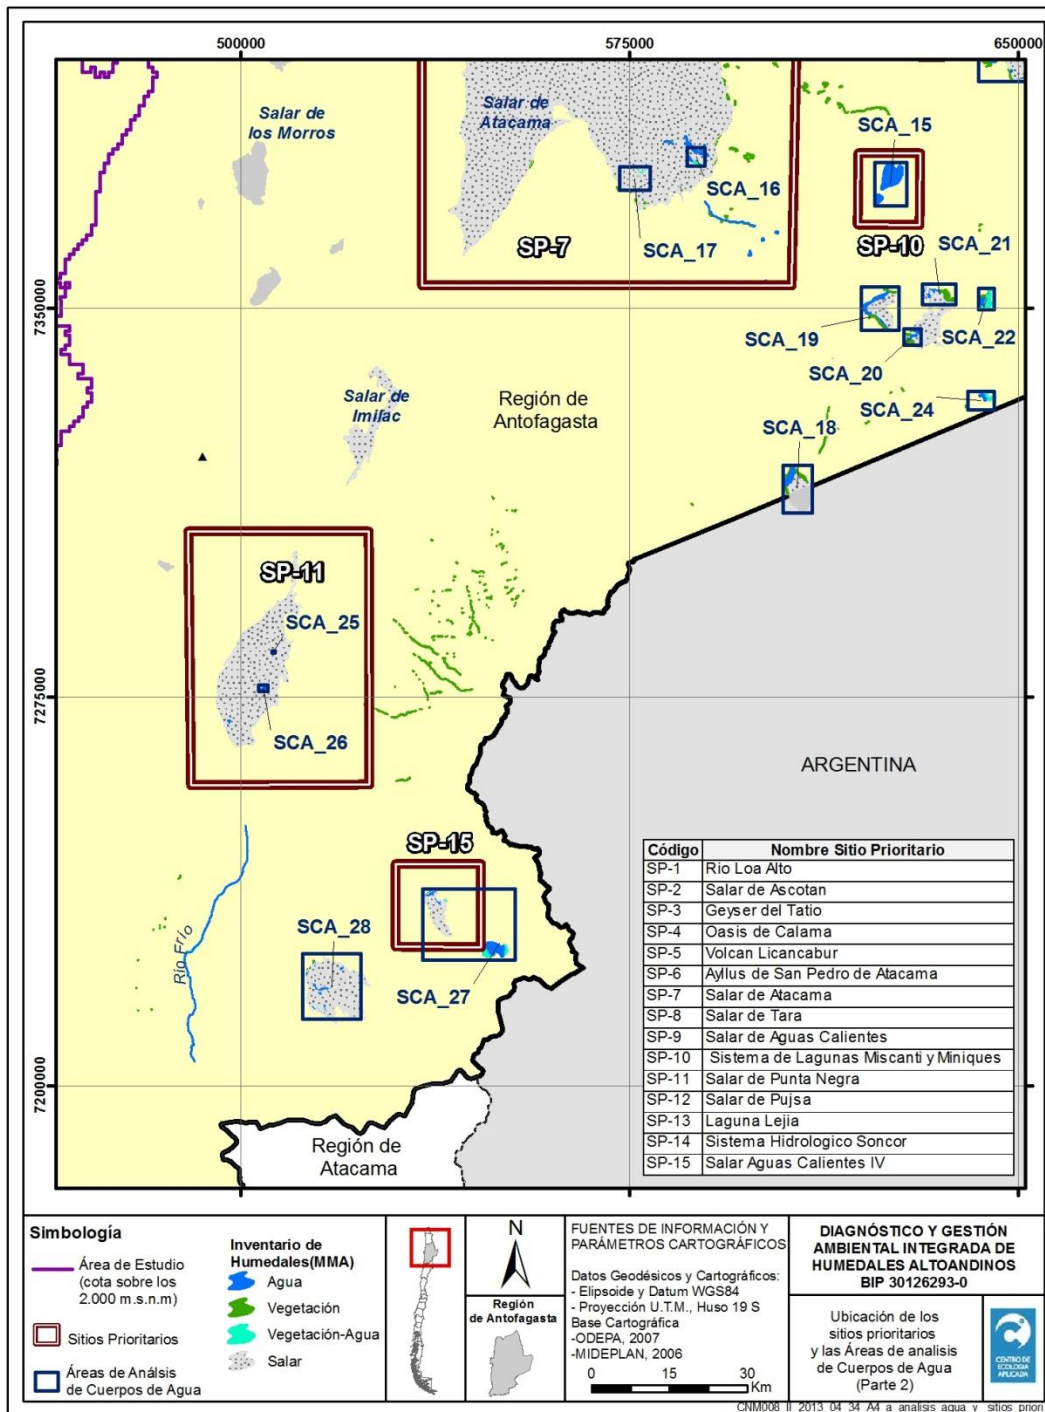 500000
575000
650000
Salar de
los Morros
Salar de
Atacama
SCA_15
SCA_16
SCA_17
SP-7
SP-10
SCA_21
7350000
SCA_19
SCA_22
SCA_20
SCA_24
SCA_18
Salar de
Imilac
Región de
Antofagasta
SP-11
SCA_25
SCA_26
7275000
ARGENTINA
SP-15
SCA_28
SCA_27
Rio Frío
7200000
Región de
Atacama
Código Nombre Sitio Prioritario
SP-1 Rio Loa Alto
SP-2 Salar de Ascotan
SP-3 Geyser del Tatio
SP-4 Oasis de Calama
SP-5 Volcan Licancabur
SP-6 Ayllus de San Pedro de Atacama
SP-7 Salar de Atacama
SP-8 Salar de Tara
SP-9 Salar de Aguas Calientes
SP-10 Sistema de Lagunas Miscanti y Miniques
SP-11 Salar de Punta Negra
SP-12 Salar de Pujsa
SP-13 Laguna Lejia
SP-14 Sistema Hidrologico Soncor
SP-15 Salar Aguas Calientes IV
Simbología
Área de Estudio
(cota sobre los
2.000 m.s.n.m)
Sitios Prioritarios
Áreas de Análsis
de Cuerpos de Agua
Inventario de
Humedales(MMA)
Agua
Vegetación
Vegetación-Agua
Salar
N
Región
de Antofagasta
FUENTES DE INFORMACIÓN Y
PARÁMETROS CARTOGRÁFICOS
Datos Geodésicos y Cartográficos:
- Elipsoide y Datum WGS84
- Proyección U.T.M., Huso 19 S
Base Cartográfica
-ODEPA, 2007
-MIDEPLAN, 2006
0 15 30
Km
DIAGNÓSTICO Y GESTIÓN
AMBIENTAL INTEGRADA DE
HUMEDALES ALTOANDINOS
BIP 30126293-0
Ubicación de los
sitios prioritarios
y las Áreas de analisis
de Cuerpos de Agua
(Parte 2)
CENTRO DE
ECOLOGIA
APLICADA
CNM008_II_2013_04_34_A4_a_analisis_agua_y_sitios_priori